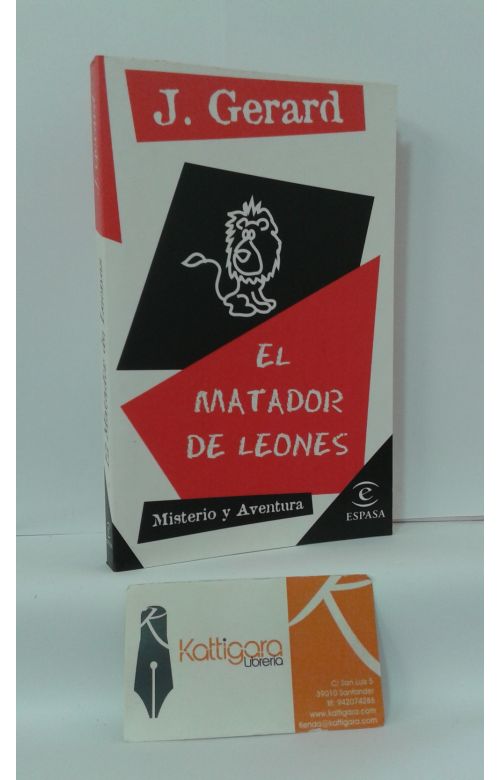 J. Gerard
EL
MATADOR
DE LEONES
Misterio y Aventura
e
ESPASA
J. Gerard
El Matador de Leones
K
Kattigara
Librería
C/ San Luis 5
39010 Santander
tlf: 942074286
www.kattigara.com
tienda@kattigara.com